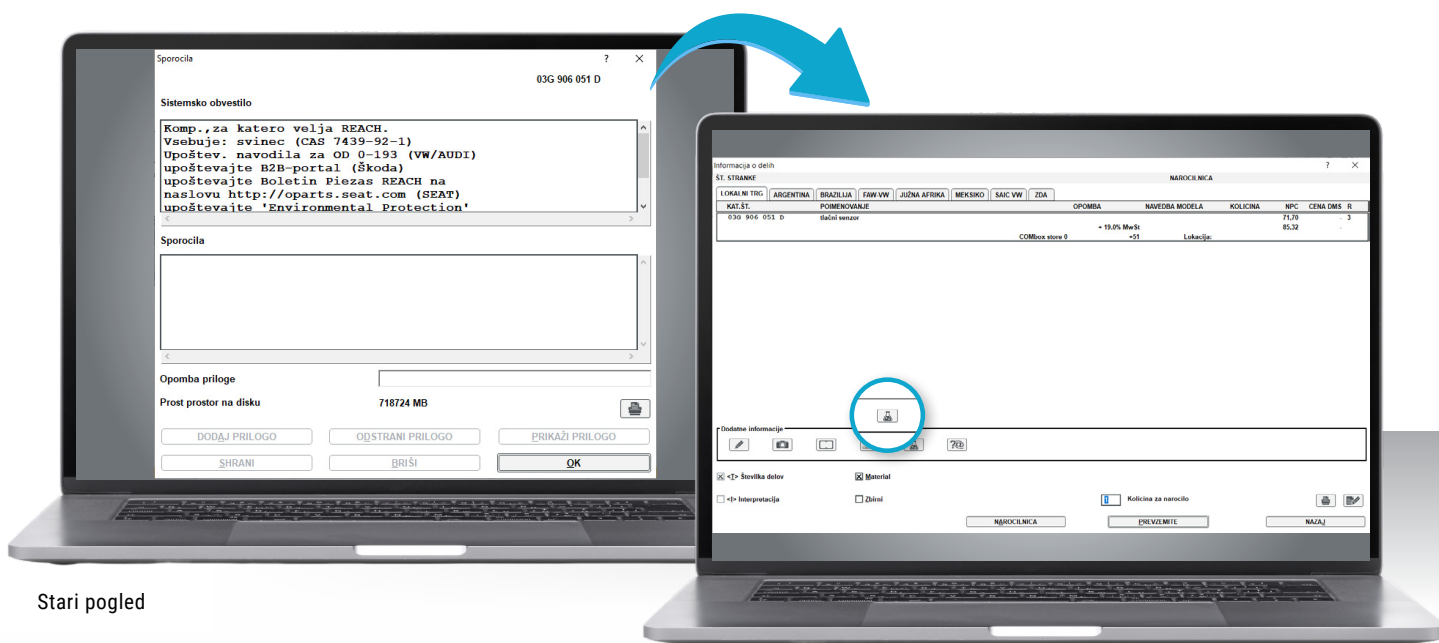 Sporocila
? ×
03G 906 051 D
Sistemsko obvestilo
Komp.,za katero velja REACH.
Vsebuje: svinec (CAS 7439-92-1)
Upoštev. navodila za OD 0-193 (VW/AUDI)
upoštevajte B2B-portal (Škoda)
upoštevajte Boletin Piezas REACH na
naslovu http://oparts.seat.com (SEAT)
upoštevajte 'Environmental Protection'
Sporocila
Opomba priloge
Prost prostor na disku 718724 MB
DODAJ PRILOGO ODSTRANI PRILOGO PRIKAŽI PRILOGO
SHRANI BRIŠI OK
Stari pogled
Informacija o delih ? ×
ŠT. STRANKE NAROCILNICA
LOKALNI TRG ARGENTINA BRAZILIJA FAW-VW JUŽNA AFRIKA MEKSIKO SAIC VW ZDA
KAT.ŠT. POIMENOVANJE OPOMBA NAVEDBA MODELA KOLICINA NPC CENA DMS R
03G 906 051 D tlačni senzor 71,70 - 3
+ 19.0% MwSt 85,32 -
COMbox store 0 +51 Lokacija:
Dodatne informacije
<T> Številka delov Material
<I> Interpretacija Zbirni
Kolicina za narocilo
NAROCILNICA PREVZEMITE NAZAJ